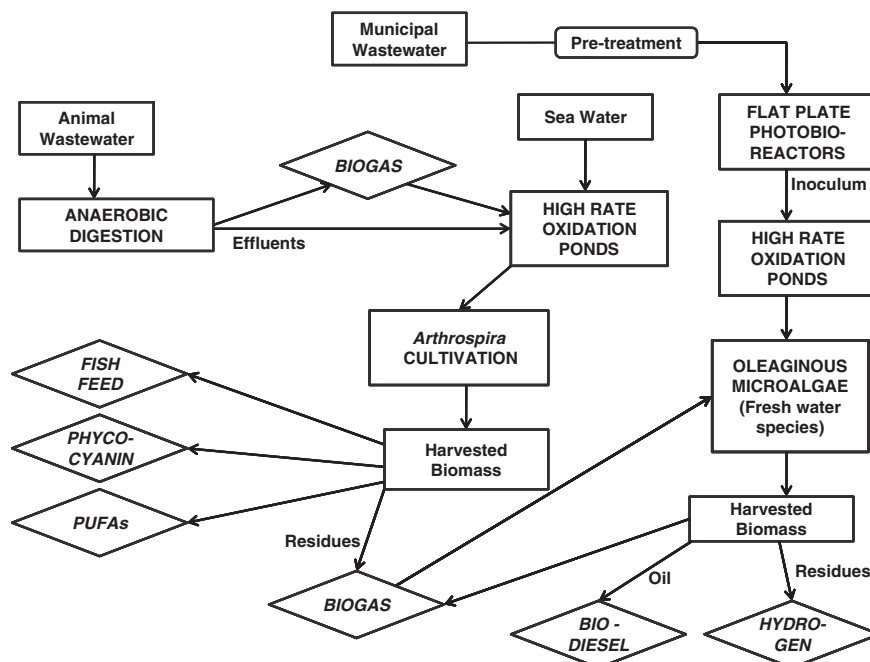 Municipal
Wastewater
Pre-treatment
Animal
Wastewater
Sea Water
FLAT PLATE
PHOTOBIO-
REACTORS
BIOGAS
Inoculum
ANAEROBIC
DIGESTION
Effluents
HIGH RATE
OXIDATION
PONDS
HIGH RATE
OXIDATION
PONDS
Arthrospira
CULTIVATION
FISH
FEED
OLEAGINOUS
MICROALGAE
(Fresh water
species)
PHYCO-
CYANIN
Harvested
Biomass
PUFAs
Harvested
Biomass
Residues
Oil
Residues
BIOGAS
BIO -
DIESEL
HYDRO-
GEN